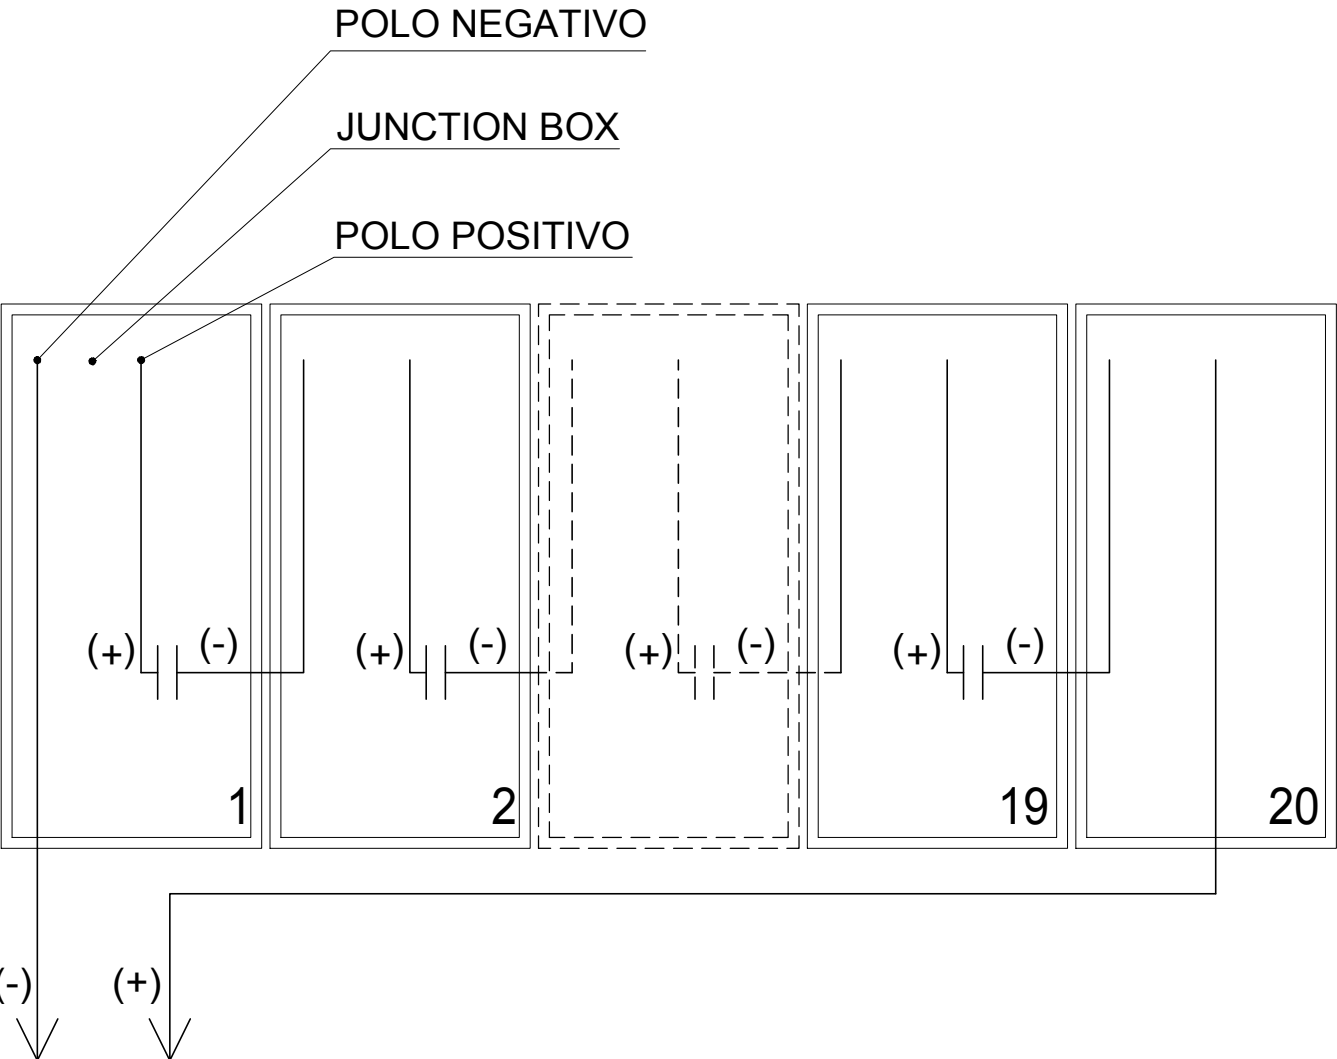 POLO NEGATIVO
JUNCTION BOX
POLO POSITIVO
(+) (-) (+) (-) (+) (-) (+) (-)
1 2 19 20
(-) (+)